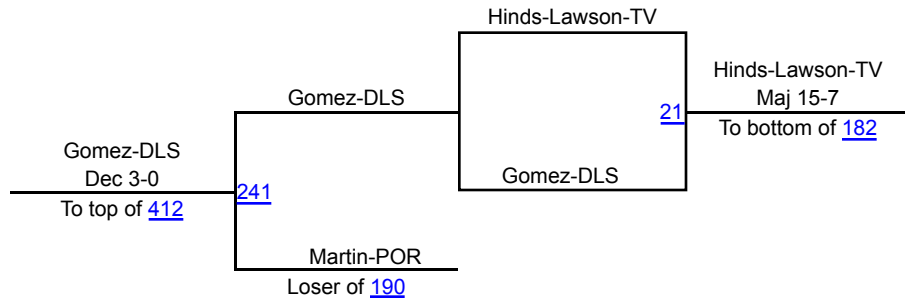 Hinds-Lawson-TV
Hinds-Lawson-TV
Gomez-DLS
21
Maj 15-7
To bottom of 182
Gomez-DLS
Gomez-DLS
Dec 3-0
241
To top of 412
Martin-POR
Loser of 190